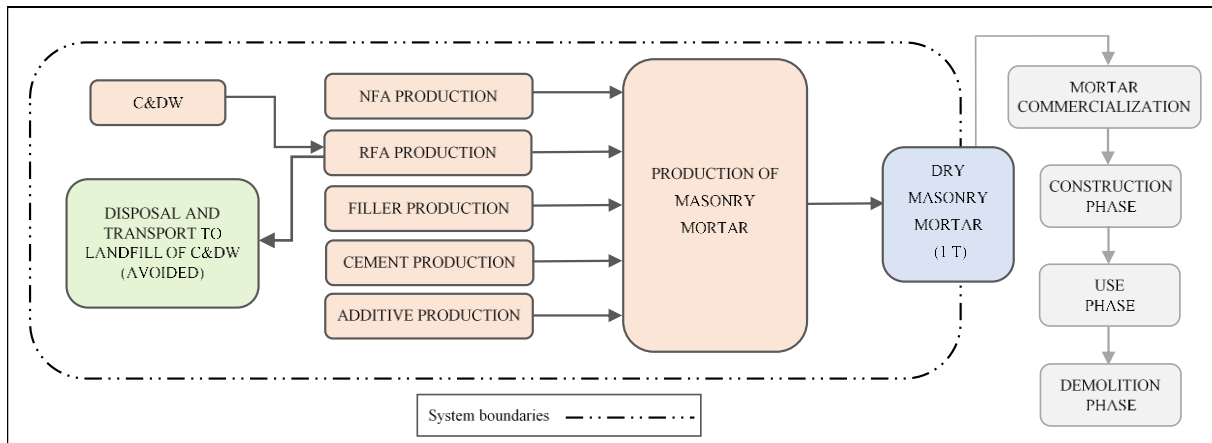 C&DW
DISPOSAL AND
TRANSPORT TO
LANDFILL OF C&DW
(AVOIDED)
NFA PRODUCTION
RFA PRODUCTION
FILLER PRODUCTION
CEMENT PRODUCTION
ADDITIVE PRODUCTION
PRODUCTION OF
MASONRY
MORTAR
DRY
MASONRY
MORTAR
(1 T)
MORTAR
COMMERCIALIZATION
CONSTRUCTION
PHASE
USE
PHASE
DEMOLITION
PHASE
System boundaries